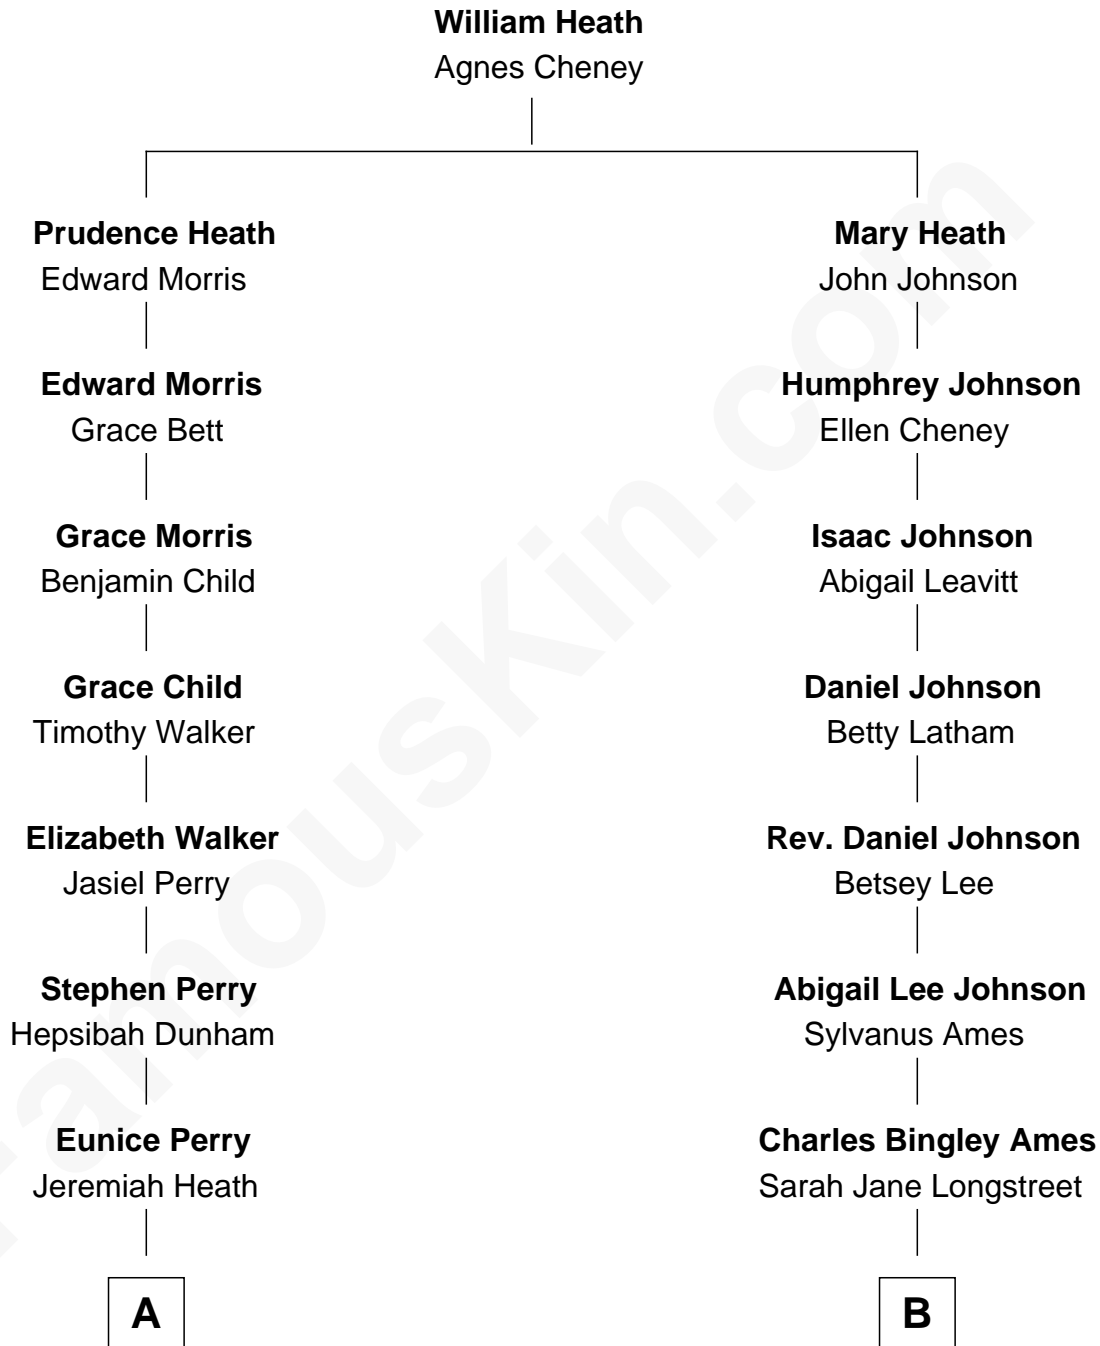 William Heath
Agnes Cheney
Prudence Heath
Edward Morris
Mary Heath
John Johnson
Edward Morris
Grace Bett
Humphrey Johnson
Ellen Cheney
Grace Morris
Benjamin Child
Isaac Johnson
Abigail Leavitt
Grace Child
Timothy Walker
Daniel Johnson
Betty Latham
Elizabeth Walker
Jasiel Perry
Rev. Daniel Johnson
Betsey Lee
Stephen Perry
Hepsibah Dunham
Abigail Lee Johnson
Sylvanus Ames
Eunice Perry
Jeremiah Heath
Charles Bingley Ames
Sarah Jane Longstreet
A
B
FamousKin.com